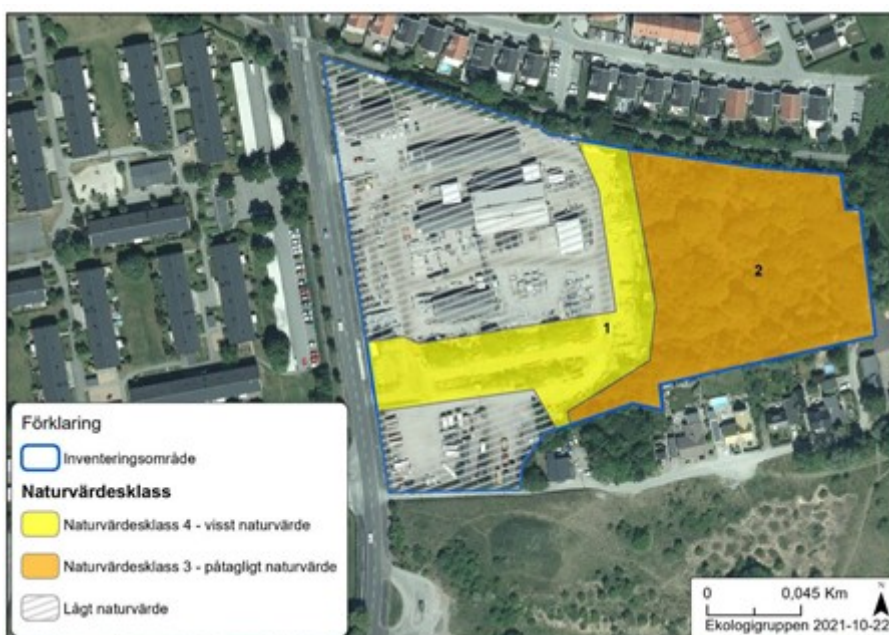 2
1
Förklaring
Inventeringsområde
Naturvärdesklass
Naturvärdesklass 4 - visst naturvärde
Naturvärdesklass 3 - påtagligt naturvärde
Lågt naturvärde
0 0,045 Km
N
Ekologigruppen 2021-10-22